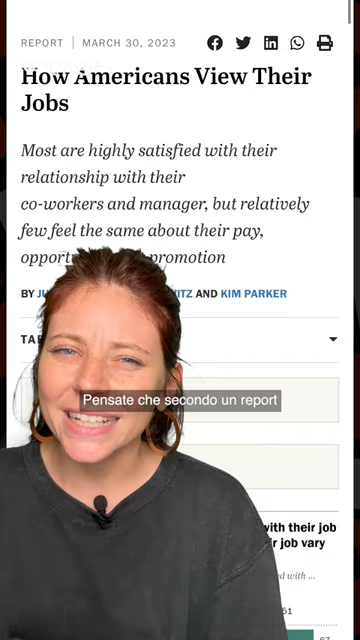 REPORT | MARCH 30, 2023
How Americans View Their
Jobs
Most are highly satisfied with their
relationship with their
co-workers and manager, but relatively
few feel the same about their pay,
promotion
BY
AND KIM PARKER
Pensate che secondo un report
with their job
job vary
with ...
67